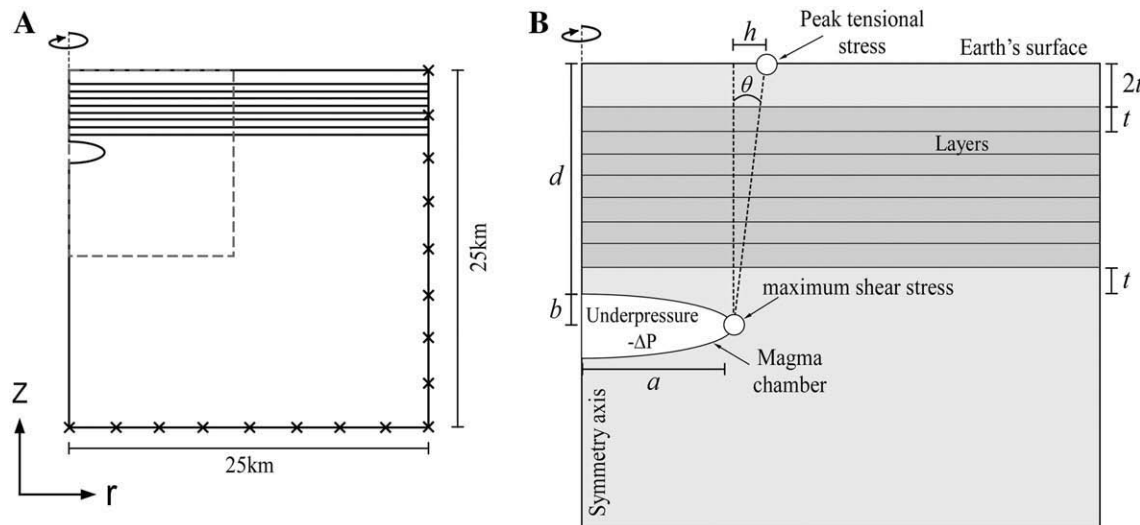 A
25km
25km
z
r
B
h
Peak tensional
stress
Earth's surface
2t
θ
t
Layers
d
t
maximum shear stress
b
Underpressure
-ΔP
Magma
chamber
a
Symmetry axis